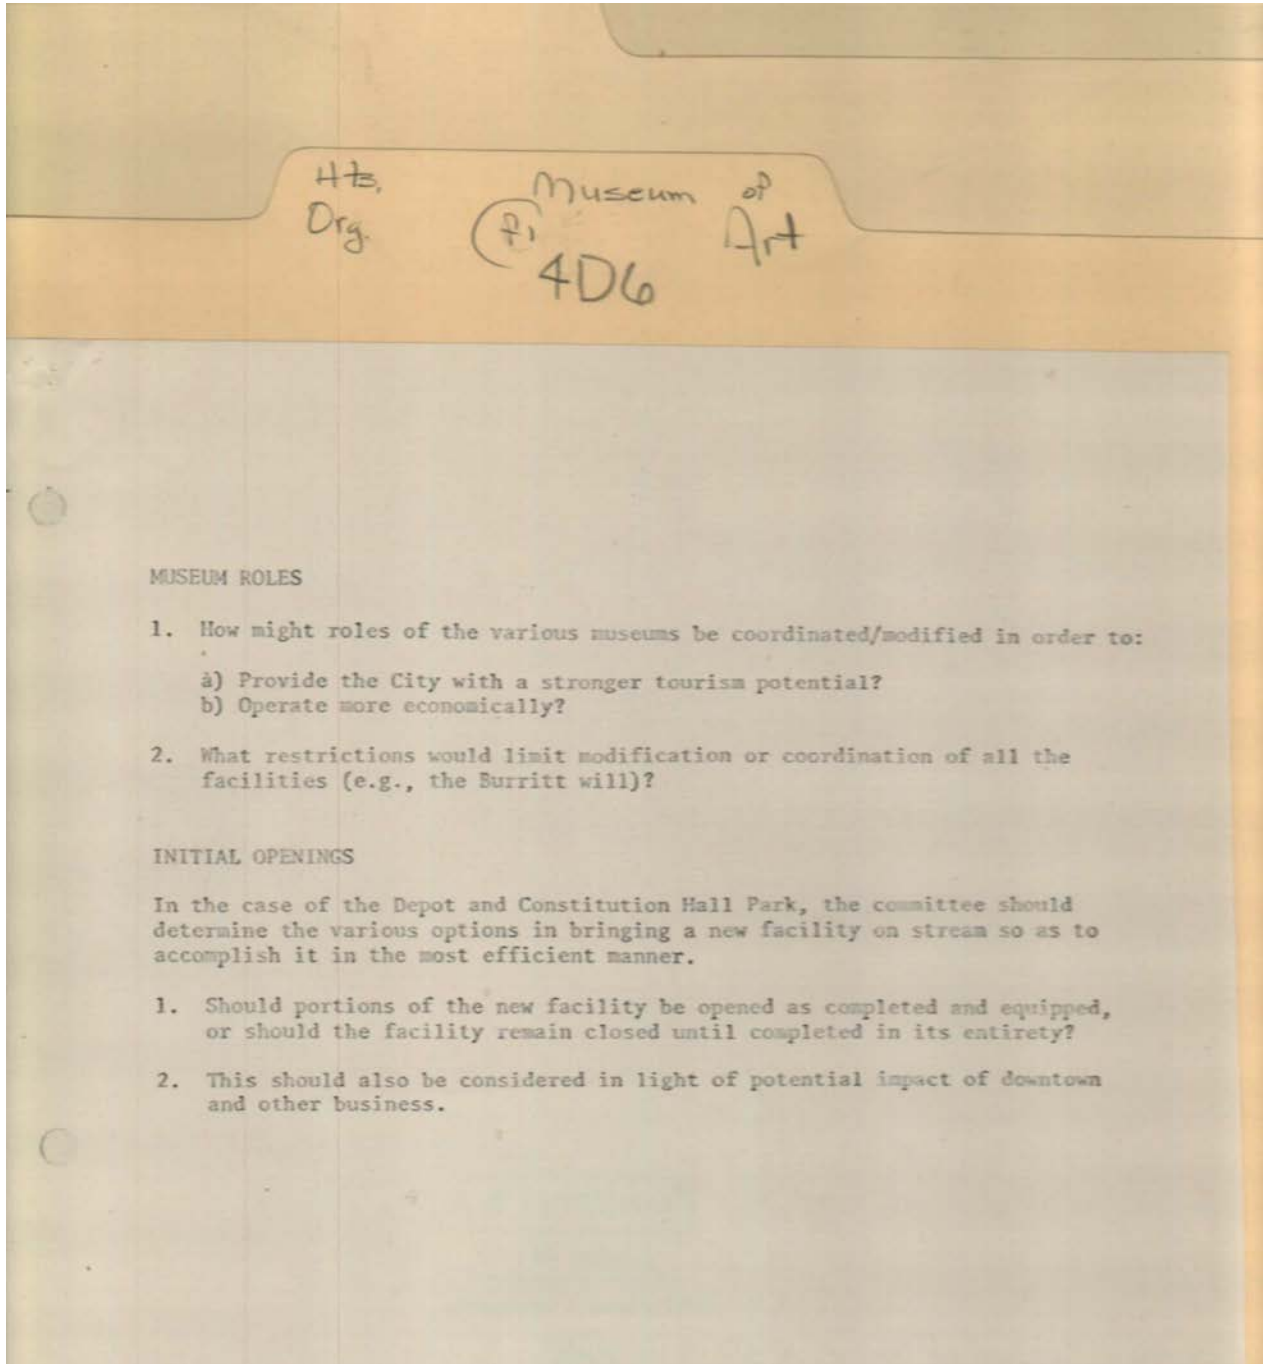 Hts, Museum of
Org. Art
4D6
MUSEUM ROLES
1. How might roles of the various museums be coordinated/modified in order to:
a) Provide the City with a stronger tourism potential?
b) Operate more economically?
2. What restrictions would limit modification or coordination of all the
facilities (e.g., the Burritt will)?
INITIAL OPENINGS
In the case of the Depot and Constitution Hall Park, the committee should
determine the various options in bringing a new facility on stream so as to
accomplish it in the most efficient manner.
1. Should portions of the new facility be opened as completed and equipped,
or should the facility remain closed until completed in its entirety?
2. This should also be considered in light of potential impact of downtown
and other business.